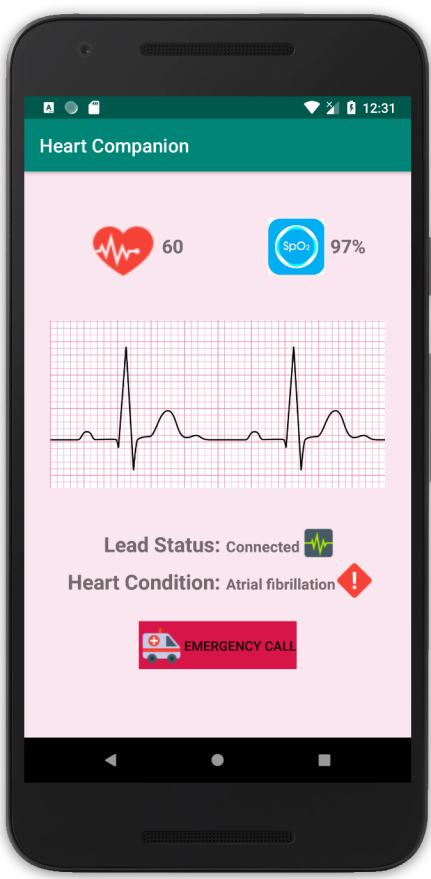 12:31
Heart Companion
60
SpO₂ 97%
Lead Status: Connected
Heart Condition: Atrial fibrillation
EMERGENCY CALL